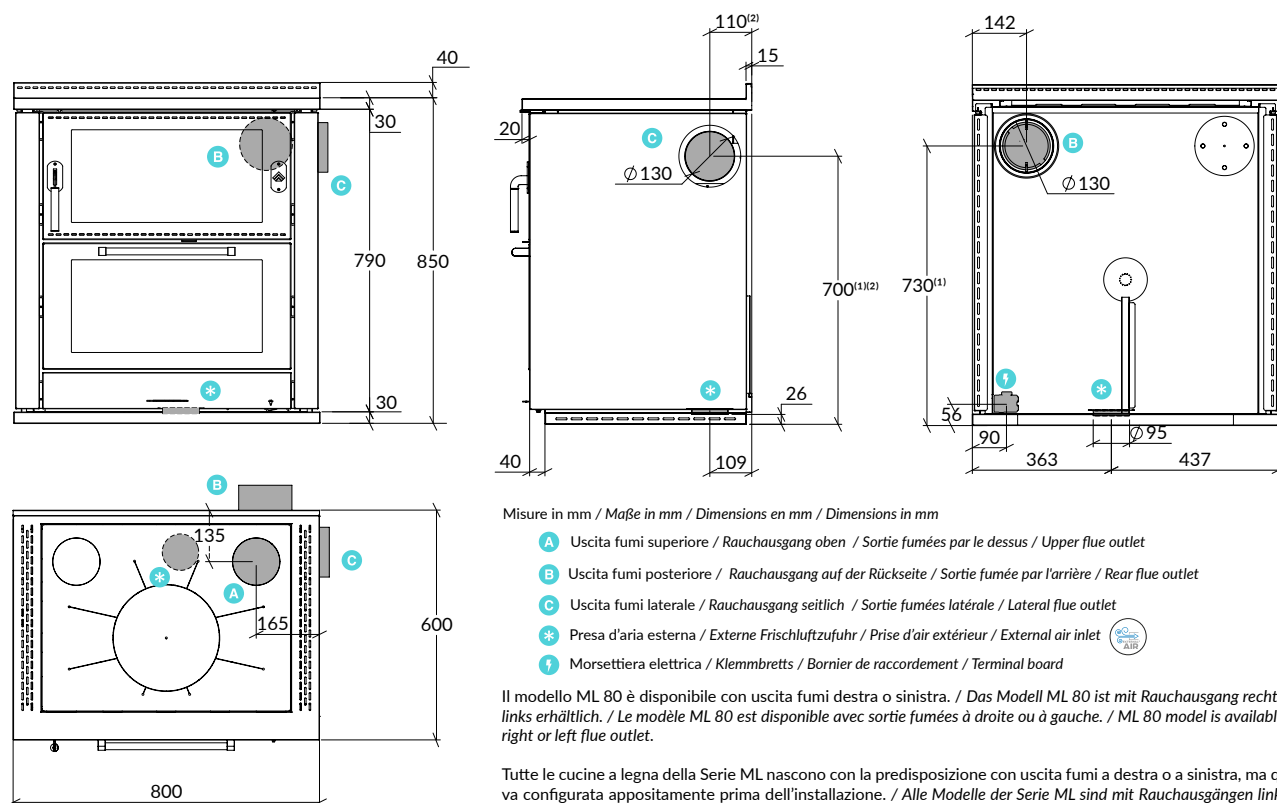 110(2)
142
40
15
30
20
B
C
C
B
Ø 130
Ø 130
790
850
700(1)(2)
730(1)
30
26
56
90
Ø 95
40
109
363
437
B
135
C
A
165
600
800
Misure in mm / Maße in mm / Dimensions en mm / Dimensions in mm
A Uscita fumi superiore / Rauchausgang oben / Sortie fumées par le dessus / Upper flue outlet
B Uscita fumi posteriore / Rauchausgang auf der Rückseite / Sortie fumée par l'arrière / Rear flue outlet
C Uscita fumi laterale / Rauchausgang seitlich / Sortie fumées latérale / Lateral flue outlet
* Presa d'aria esterna / Externe Frischluftzufuhr / Prise d'air extérieur / External air inlet AIR
Morsettiera elettrica / Klemmbretts / Bornier de raccordement / Terminal board
Il modello ML 80 è disponibile con uscita fumi destra o sinistra. / Das Modell ML 80 ist mit Rauchausgang recht
links erhältlich. / Le modèle ML 80 est disponible avec sortie fumées à droite ou à gauche. / ML 80 model is availabl
right or left flue outlet.
Tutte le cucine a legna della Serie ML nascono con la predisposizione con uscita fumi a destra o a sinistra, ma
va configurata appositamente prima dell'installazione. / Alle Modelle der Serie ML sind mit Rauchausgängen lin